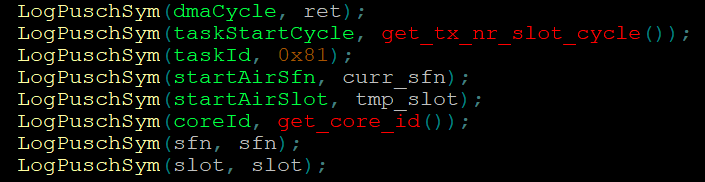 LogPuschSym(dmaCycle, ret);
LogPuschSym(taskStartCycle, get_tx_nr_slot_cycle());
LogPuschSym(taskId, 0x81);
LogPuschSym(startAirSfn, curr_sfn);
LogPuschSym(startAirSlot, tmp_slot);
LogPuschSym(coreId, get_core_id());
LogPuschSym(sfn, sfn);
LogPuschSym(slot, slot);